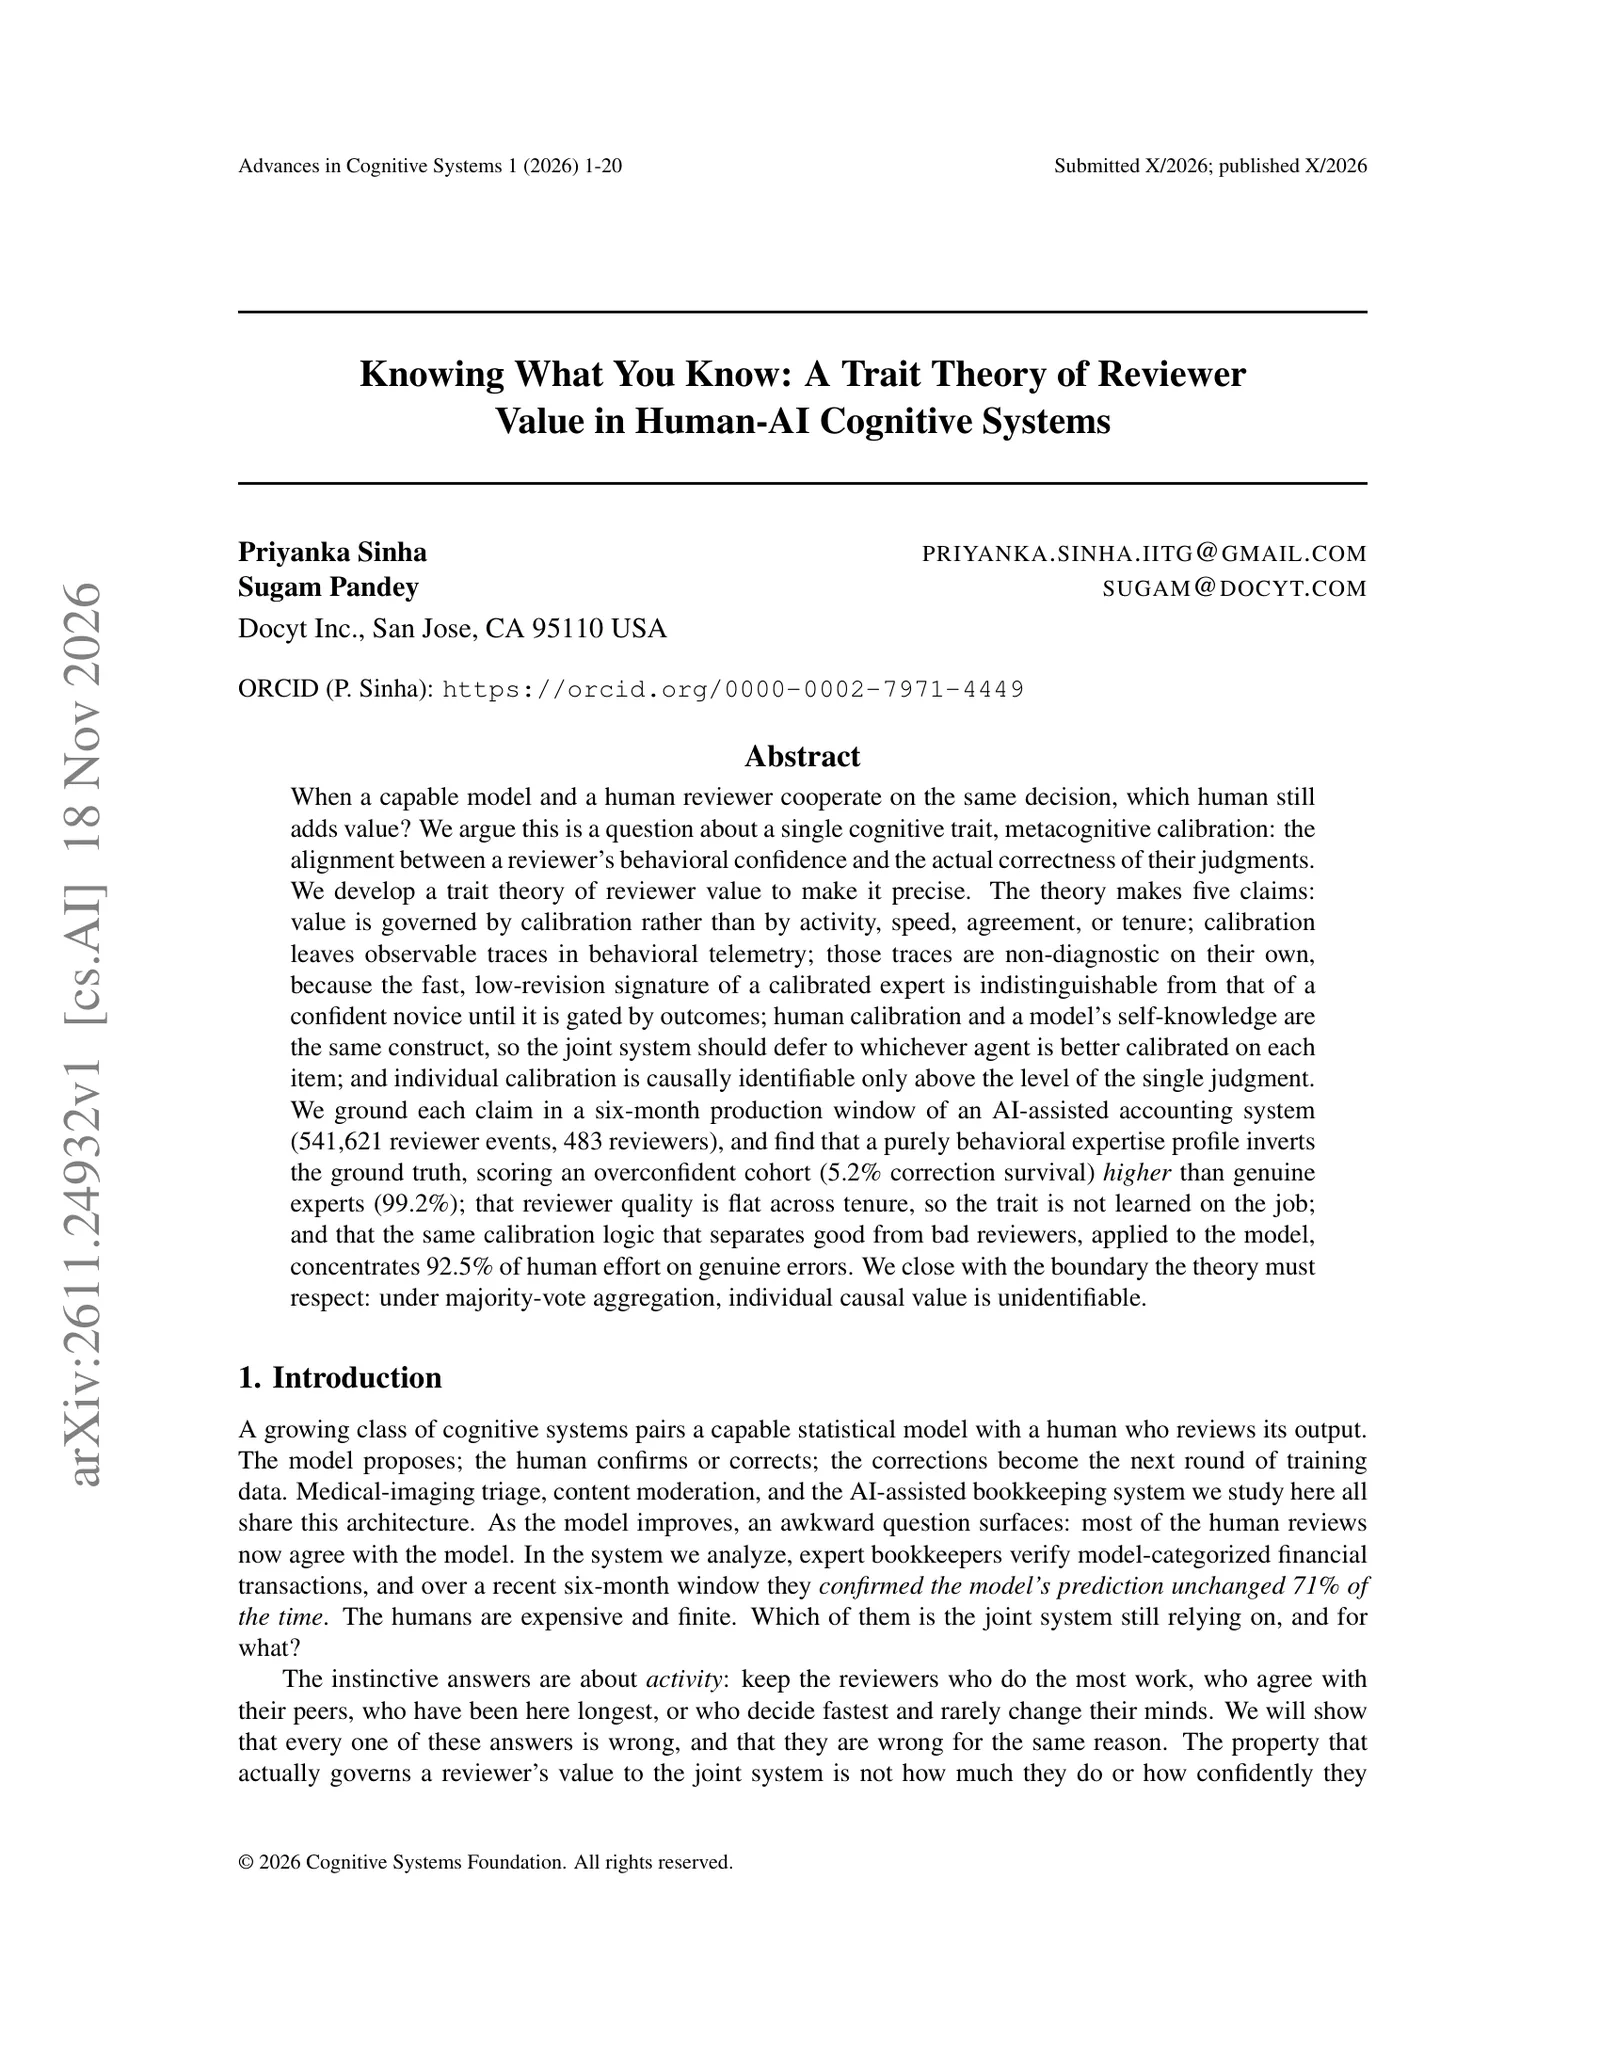 Advances in Cognitive Systems 1 (2026) 1-20
Submitted X/2026; published X/2026
Knowing What You Know: A Trait Theory of Reviewer
Value in Human-AI Cognitive Systems
Priyanka Sinha
PRIYANKA.SINHA.IITG@GMAIL.COM
Sugam Pandey
SUGAM@DOCYT.COM
Docyt Inc., San Jose, CA 95110 USA
ORCID (P. Sinha): https://orcid.org/0000-0002-7971-4449
arXiv:2611.24932v1 [cs.AI] 18 Nov 2026
Abstract
When a capable model and a human reviewer cooperate on the same decision, which human still
adds value? We argue this is a question about a single cognitive trait, metacognitive calibration: the
alignment between a reviewer's behavioral confidence and the actual correctness of their judgments.
We develop a trait theory of reviewer value to make it precise. The theory makes five claims:
value is governed by calibration rather than by activity, speed, agreement, or tenure; calibration
leaves observable traces in behavioral telemetry; those traces are non-diagnostic on their own,
because the fast, low-revision signature of a calibrated expert is indistinguishable from that of a
confident novice until it is gated by outcomes; human calibration and a model's self-knowledge are
the same construct, so the joint system should defer to whichever agent is better calibrated on each
item; and individual calibration is causally identifiable only above the level of the single judgment.
We ground each claim in a six-month production window of an AI-assisted accounting system
(541,621 reviewer events, 483 reviewers), and find that a purely behavioral expertise profile inverts
the ground truth, scoring an overconfident cohort (5.2% correction survival) higher than genuine
experts (99.2%); that reviewer quality is flat across tenure, so the trait is not learned on the job;
and that the same calibration logic that separates good from bad reviewers, applied to the model,
concentrates 92.5% of human effort on genuine errors. We close with the boundary the theory must
respect: under majority-vote aggregation, individual causal value is unidentifiable.
1. Introduction
A growing class of cognitive systems pairs a capable statistical model with a human who reviews its output.
The model proposes; the human confirms or corrects; the corrections become the next round of training
data. Medical-imaging triage, content moderation, and the AI-assisted bookkeeping system we study here all
share this architecture. As the model improves, an awkward question surfaces: most of the human reviews
now agree with the model. In the system we analyze, expert bookkeepers verify model-categorized financial
transactions, and over a recent six-month window they confirmed the model's prediction unchanged 71% of
the time. The humans are expensive and finite. Which of them is the joint system still relying on, and for
what?
The instinctive answers are about activity: keep the reviewers who do the most work, who agree with
their peers, who have been here longest, or who decide fastest and rarely change their minds. We will show
that every one of these answers is wrong, and that they are wrong for the same reason. The property that
actually governs a reviewer's value to the joint system is not how much they do or how confidently they
© 2026 Cognitive Systems Foundation. All rights reserved.